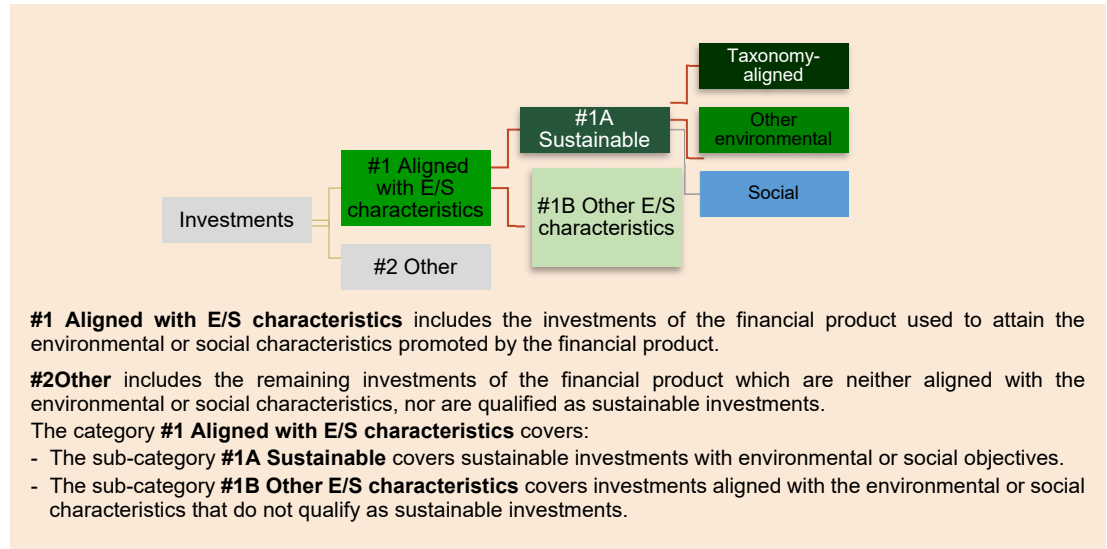 Taxonomy-
aligned
#1A
Sustainable
Other
environmental
#1 Aligned
with E/S
characteristics
Social
#1B Other E/S
characteristics
Investments
#2 Other
#1 Aligned with E/S characteristics includes the investments of the financial product used to attain the
environmental or social characteristics promoted by the financial product.
#2Other includes the remaining investments of the financial product which are neither aligned with the
environmental or social characteristics, nor are qualified as sustainable investments.
The category #1 Aligned with E/S characteristics covers:
- The sub-category #1A Sustainable covers sustainable investments with environmental or social objectives.
- The sub-category #1B Other E/S characteristics covers investments aligned with the environmental or social
characteristics that do not qualify as sustainable investments.